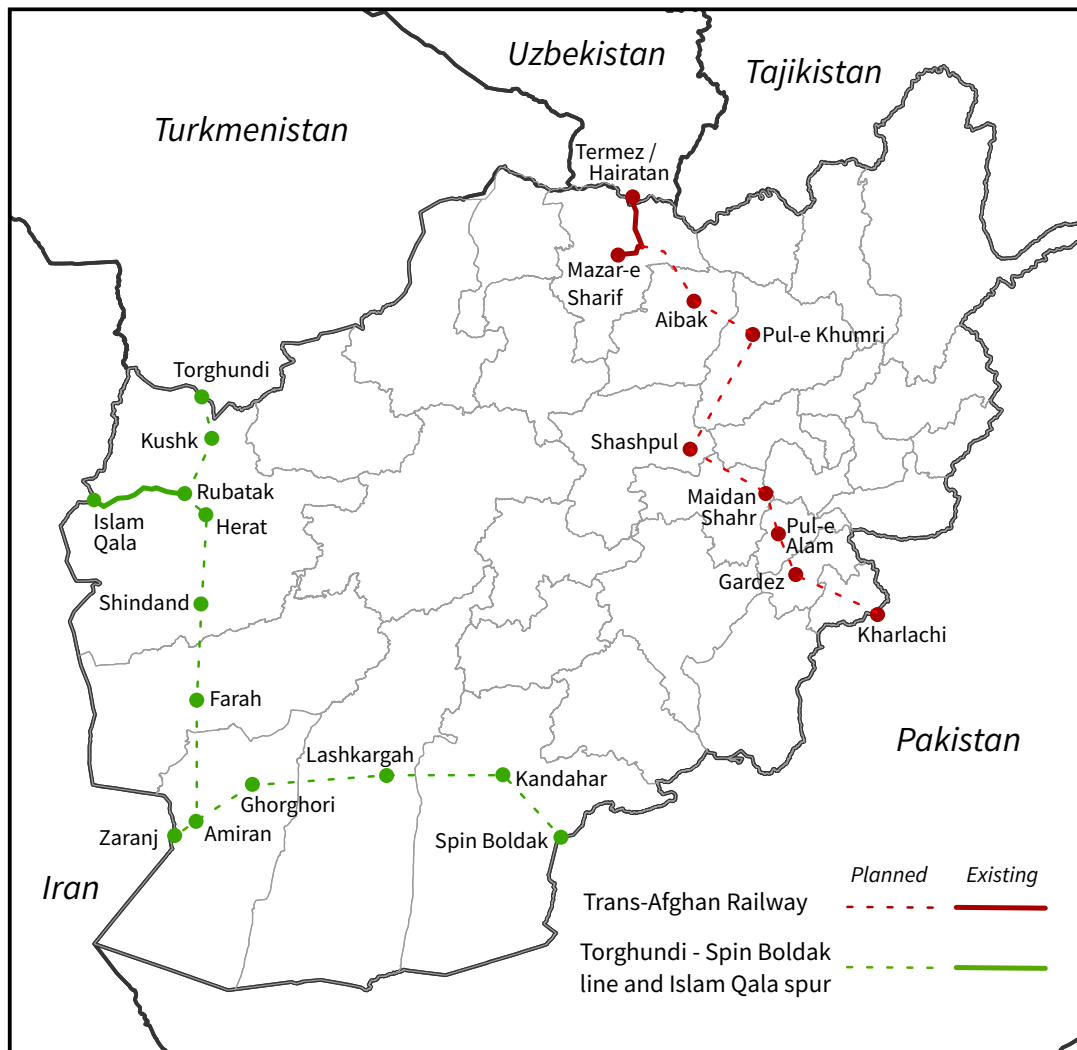 Uzbekistan
Tajikistan
Turkmenistan
Termez /
Hairatan
Mazar-e
Sharif
Aibak
Pul-e Khumri
Torghundi
Kushk
Shashpul
Rubatak
Maidan
Shahr
Islam
Qala
Herat
Pul-e
Alam
Gardez
Shindand
Kharlachi
Farah
Pakistan
Lashkargah
Kandahar
Ghorghori
Zaranj
Amiran
Spin Boldak
Iran
Planned
Existing
Trans-Afghan Railway
Torghundi - Spin Boldak
line and Islam Qala spur